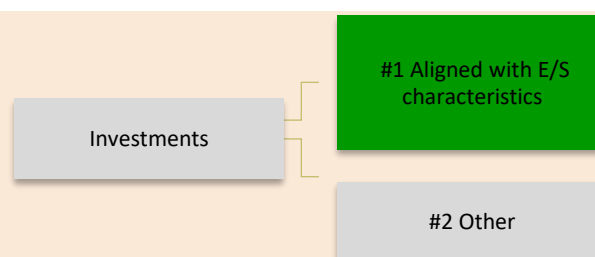 #1 Aligned with E/S
characteristics
Investments
#2 Other